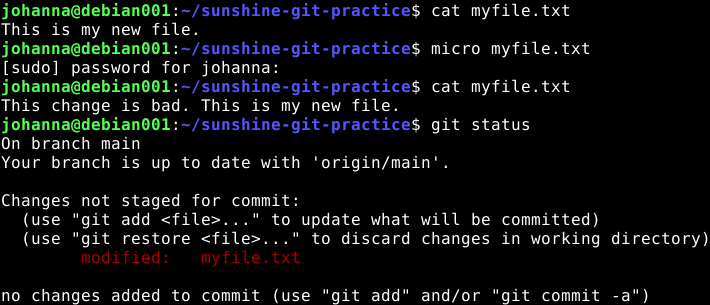 johanna@debian001:~/sunshine-git-practice$ cat myfile.txt
This is my new file.
johanna@debian001:~/sunshine-git-practice$ micro myfile.txt
[sudo] password for johanna:
johanna@debian001:~/sunshine-git-practice$ cat myfile.txt
This change is bad. This is my new file.
johanna@debian001:~/sunshine-git-practice$ git status
On branch main
Your branch is up to date with 'origin/main'.

Changes not staged for commit:
  (use "git add <file>..." to update what will be committed)
  (use "git restore <file>..." to discard changes in working directory)
        modified:   myfile.txt

no changes added to commit (use "git add" and/or "git commit -a")